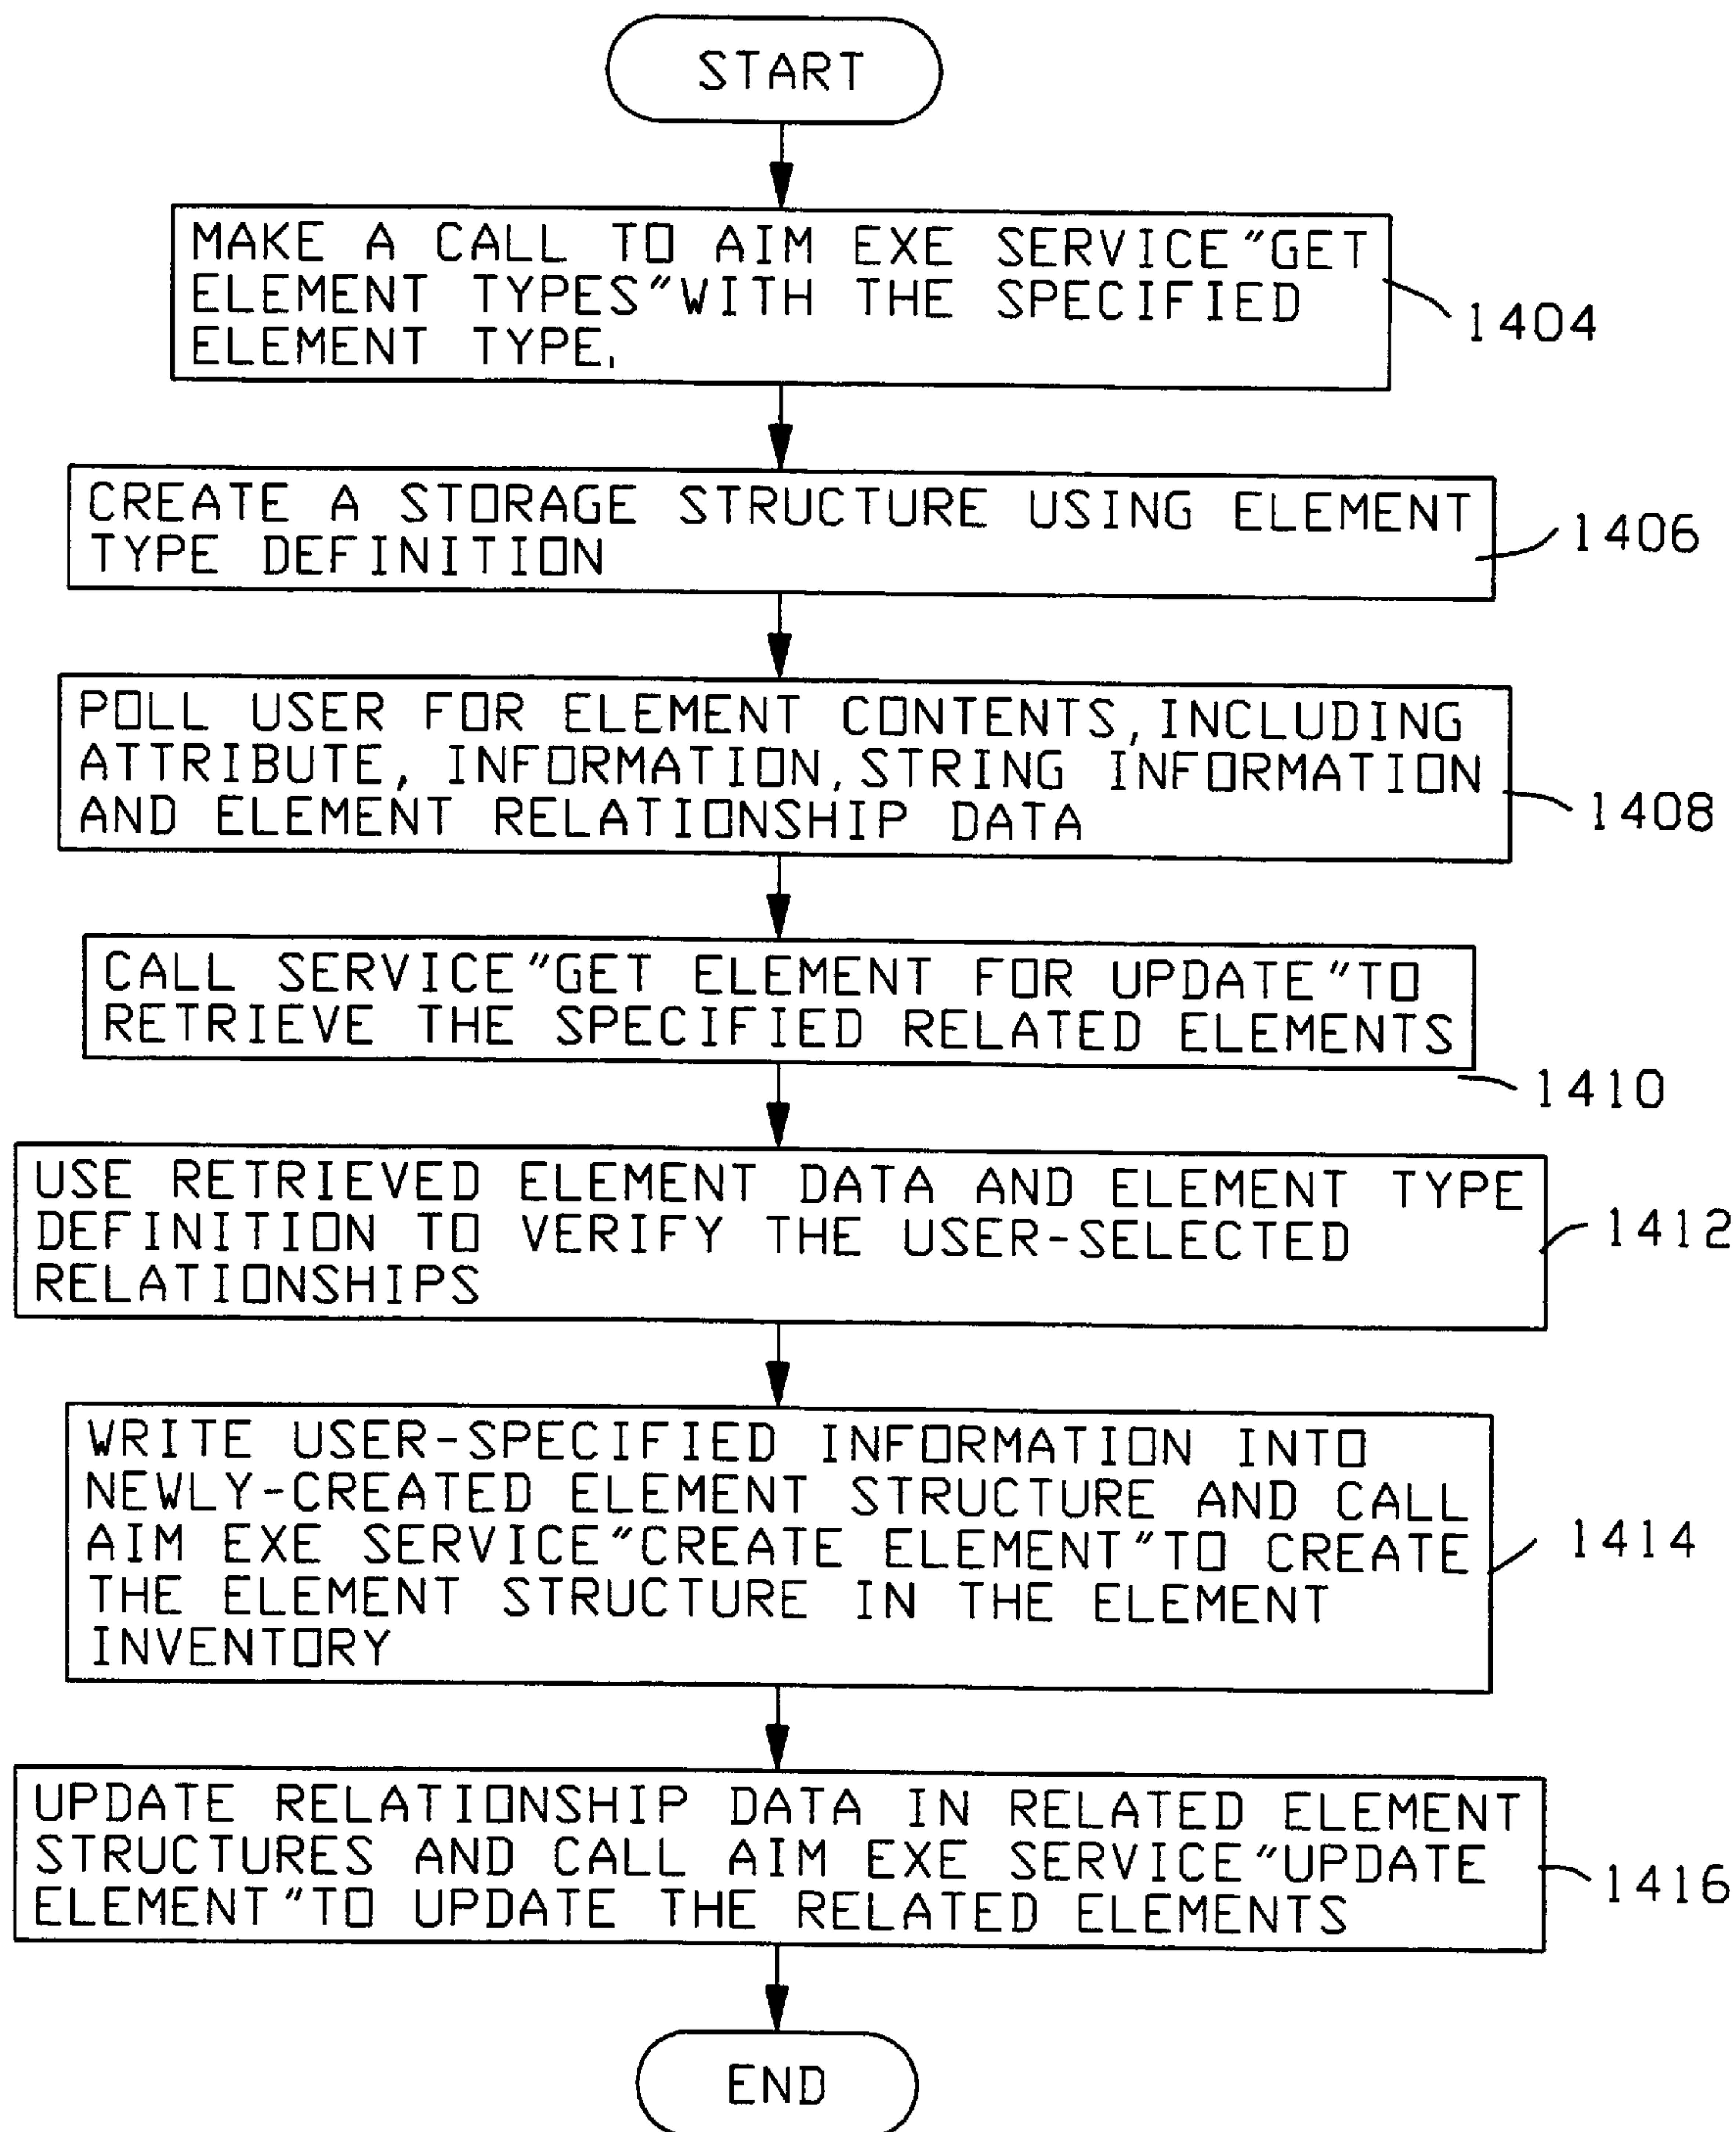 START
MAKE A CALL TO AIM EXE SERVICE"GET
ELEMENT TYPES"WITH THE SPECIFIED
ELEMENT TYPE.
1404
CREATE A STORAGE STRUCTURE USING ELEMENT
TYPE DEFINITION
1406
POLL USER FOR ELEMENT CONTENTS,INCLUDING
ATTRIBUTE, INFORMATION,STRING INFORMATION
AND ELEMENT RELATIONSHIP DATA
1408
CALL SERVICE"GET ELEMENT FOR UPDATE"TO
RETRIEVE THE SPECIFIED RELATED ELEMENTS
1410
USE RETRIEVED ELEMENT DATA AND ELEMENT TYPE
DEFINITION TO VERIFY THE USER-SELECTED
RELATIONSHIPS
1412
WRITE USER-SPECIFIED INFORMATION INTO
NEWLY-CREATED ELEMENT STRUCTURE AND CALL
AIM EXE SERVICE"CREATE ELEMENT"TO CREATE
THE ELEMENT STRUCTURE IN THE ELEMENT
INVENTORY
1414
UPDATE RELATIONSHIP DATA IN RELATED ELEMENT
STRUCTURES AND CALL AIM EXE SERVICE"UPDATE
ELEMENT"TO UPDATE THE RELATED ELEMENTS
1416
END